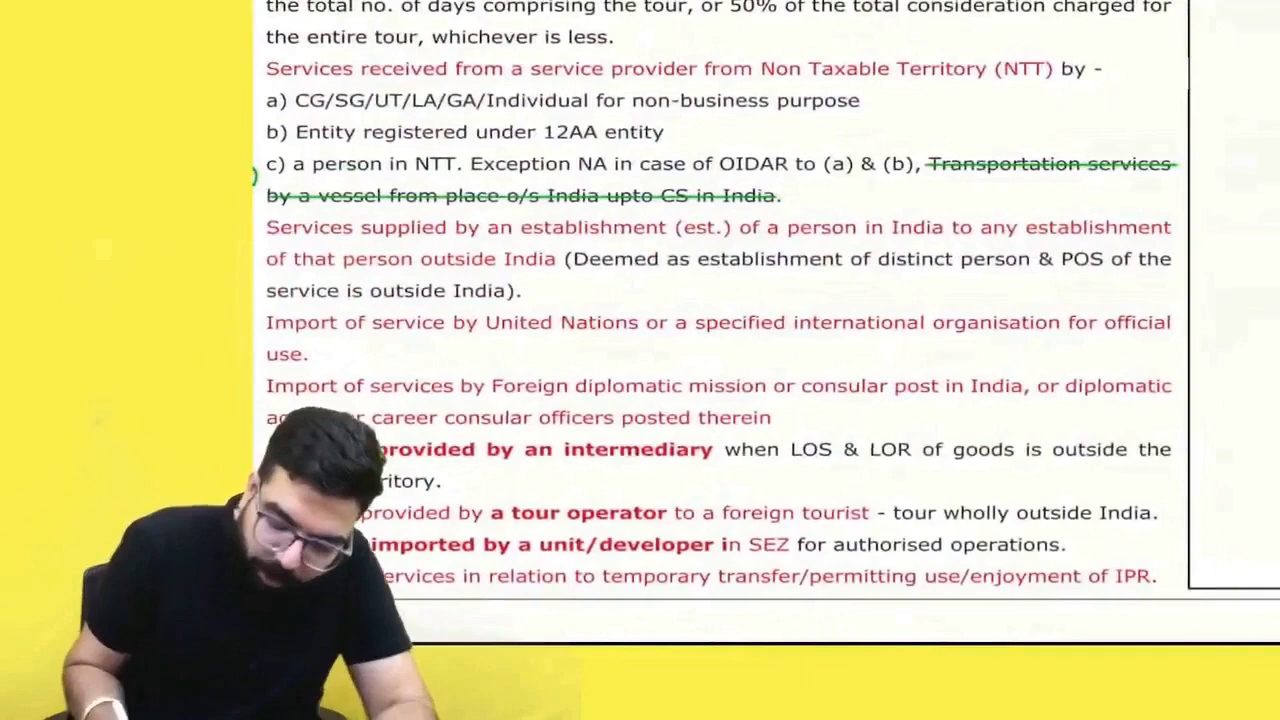 the total no. of days comprising the tour, or 50% of the total consideration charged for
the entire tour, whichever is less.
Services received from a service provider from Non Taxable Territory (NTT) by -
a) CG/SG/UT/LA/GA/Individual for non-business purpose
b) Entity registered under 12AA entity
c) a person in NTT. Exception NA in case of OIDAR to (a) & (b), Transportation services
by a vessel from place o/s India upto CS in India.
Services supplied by an establishment (est.) of a person in India to any establishment
of that person outside India (Deemed as establishment of distinct person & POS of the
service is outside India).
Import of service by United Nations or a specified international organisation for official
use.
Import of services by Foreign diplomatic mission or consular post in India, or diplomatic
career consular officers posted therein
provided by an intermediary when LOS & LOR of goods is outside the
provided by a tour operator to a foreign tourist - tour wholly outside India.
imported by a unit/developer in SEZ for authorised operations.
in relation to temporary transfer/permitting use/enjoyment of IPR.